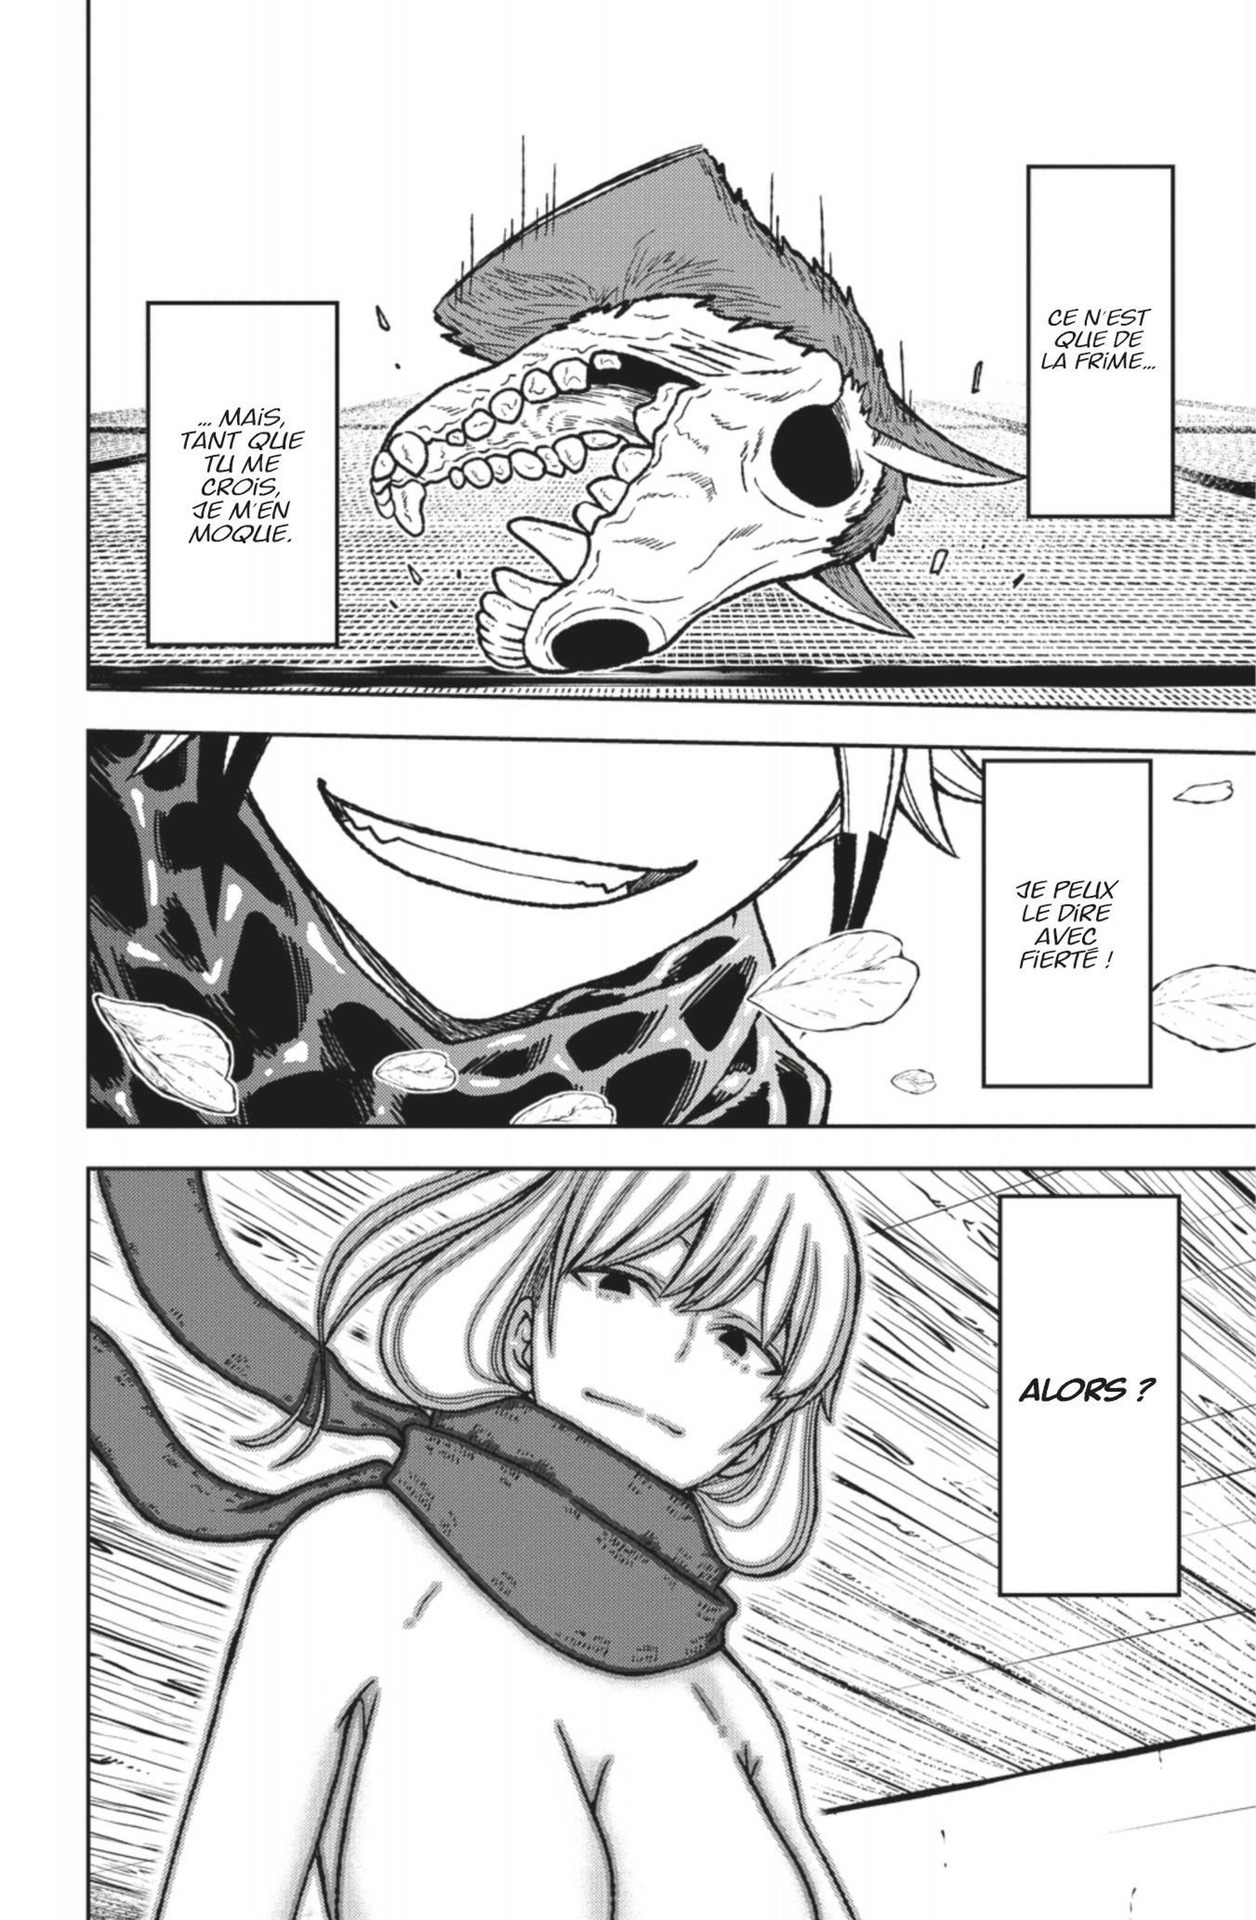 CE N'EST
QUE DE
LA FRIME...
... MAIS,
TANT QUE
TU ME
CROIS,
JE M'EN
MOQUE.
JE PEUX
LE DIRE
AVEC
FIERTÉ !
ALORS ?